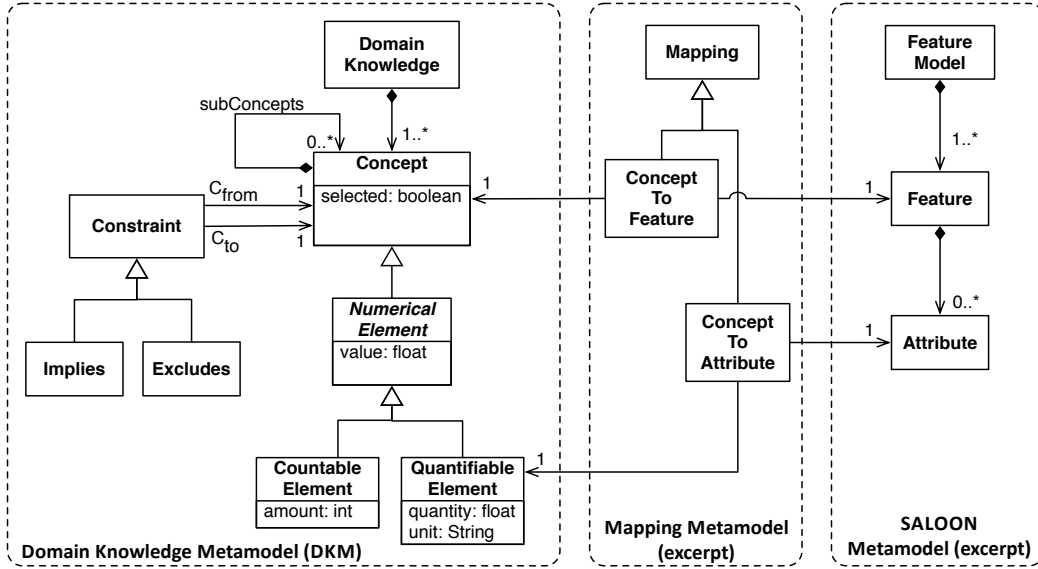 Domain
Knowledge
subConcepts
0..*
1..*
Concept
selected: boolean
Cfrom
1
Cto
1
Constraint
Implies
Excludes
Numerical
Element
value: float
Countable
Element
amount: int
Quantifiable
Element
quantity: float
unit: String
Domain Knowledge Metamodel (DKM)
Mapping
1
Concept
To
Feature
1
Concept
To
Attribute
1
1
Mapping Metamodel
(excerpt)
Feature
Model
1..*
Feature
0..*
Attribute
SALOON
Metamodel (excerpt)